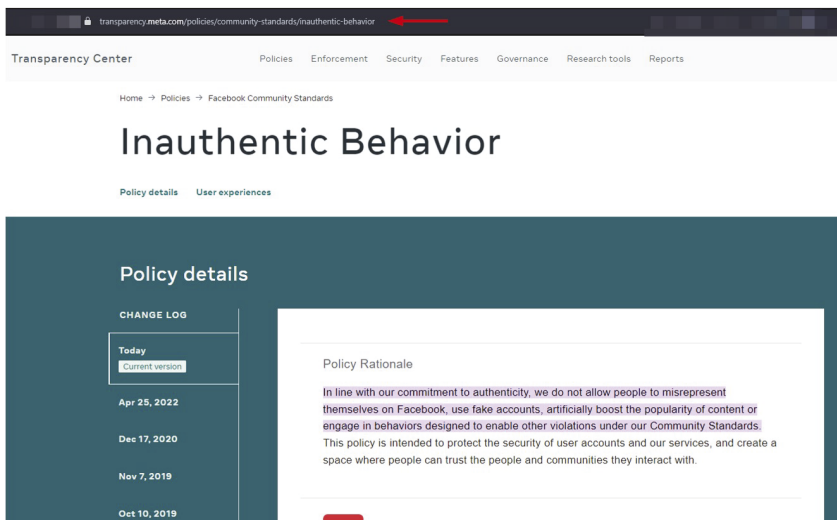 transparency.meta.com/policies/community-standards/inauthentic-behavior
Transparency Center Policies Enforcement Security Features Governance Research tools Reports
Home → Policies → Facebook Community Standards
Inauthentic Behavior
Policy details User experiences
Policy details
CHANGE LOG
Today
Current version
Apr 25, 2022
Dec 17, 2020
Nov 7, 2019
Oct 10, 2019
Policy Rationale
In line with our commitment to authenticity, we do not allow people to misrepresent
themselves on Facebook, use fake accounts, artificially boost the popularity of content or
engage in behaviors designed to enable other violations under our Community Standards.
This policy is intended to protect the security of user accounts and our services, and create a
space where people can trust the people and communities they interact with.